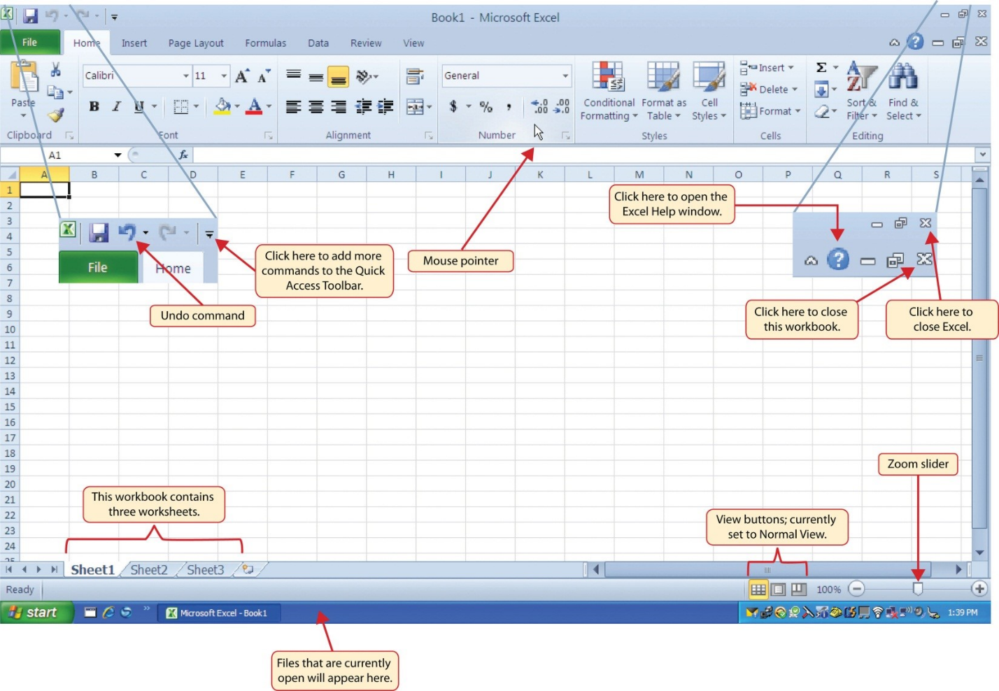 Book1 - Microsoft Excel
File Home Insert Page Layout Formulas Data Review View
Calibri 11 General
Paste B I U $ % , .0 .00 .00 .0
Conditional Formatting Format as Table Cell Styles
Insert
Delete
Format
Σ A Z
Sort & Filter Find & Select
Clipboard Font Alignment Number Styles Cells Editing
A1 fx
A B C D E F G H I J K L M N O P Q R S
1
2
3
4
5
6
7
8
9
10
11
12
13
14
15
16
17
18
19
20
21
22
23
24
25
File Home
Click here to add more
commands to the Quick
Access Toolbar.
Undo command
Mouse pointer
Click here to open the
Excel Help window.
?
Click here to close
this workbook.
Click here to
close Excel.
Zoom slider
This workbook contains
three worksheets.
View buttons; currently
set to Normal View.
Sheet1 Sheet2 Sheet3
Ready 100%
start Microsoft Excel - Book1 1:39 PM
Files that are currently
open will appear here.